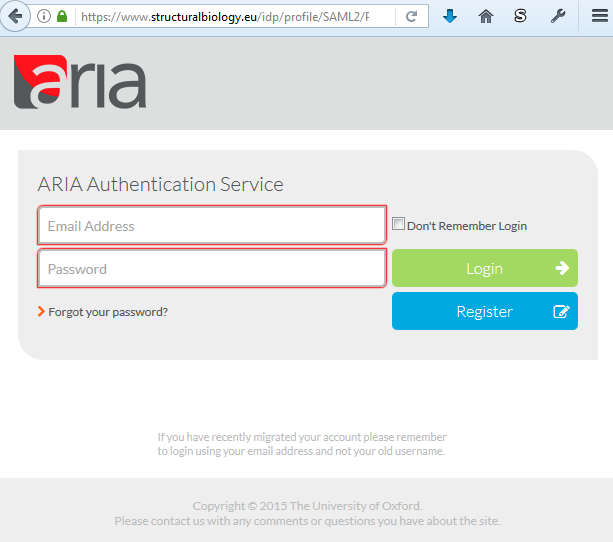 https://www.structuralbiology.eu/idp/profile/SAML2/F
S
aria
ARIA Authentication Service
Email Address
Don't Remember Login
Password
Login
Forgot your password?
Register
If you have recently migrated your account please remember
to login using your email address and not your old username.
Copyright © 2015 The University of Oxford.
Please contact us with any comments or questions you have about the site.